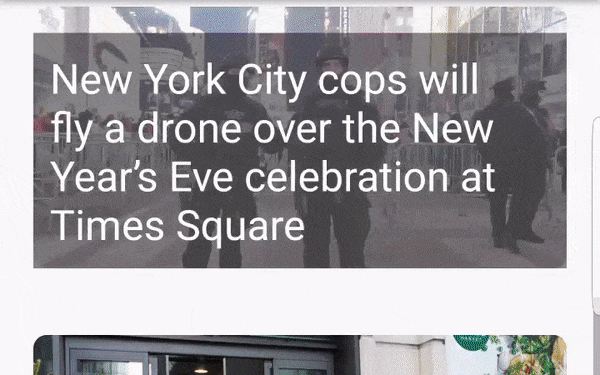 New York City cops will
fly a drone over the New
Year’s Eve celebration at
Times Square